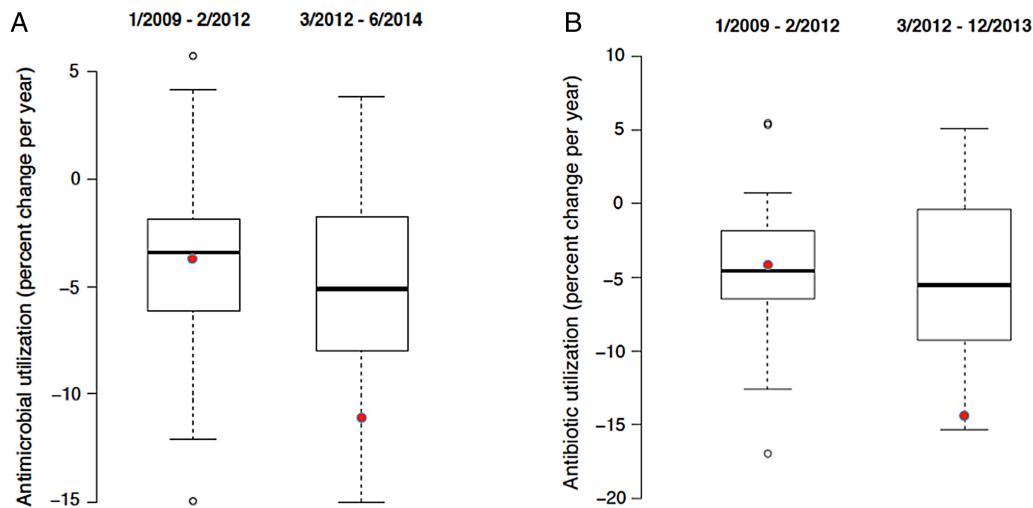 A
1/2009 - 2/2012
3/2012 - 6/2014
Antimicrobial utilization (percent change per year)
5
0
−5
−10
−15
B
1/2009 - 2/2012
3/2012 - 12/2013
Antibiotic utilization (percent change per year)
10
5
0
−5
−10
−15
−20